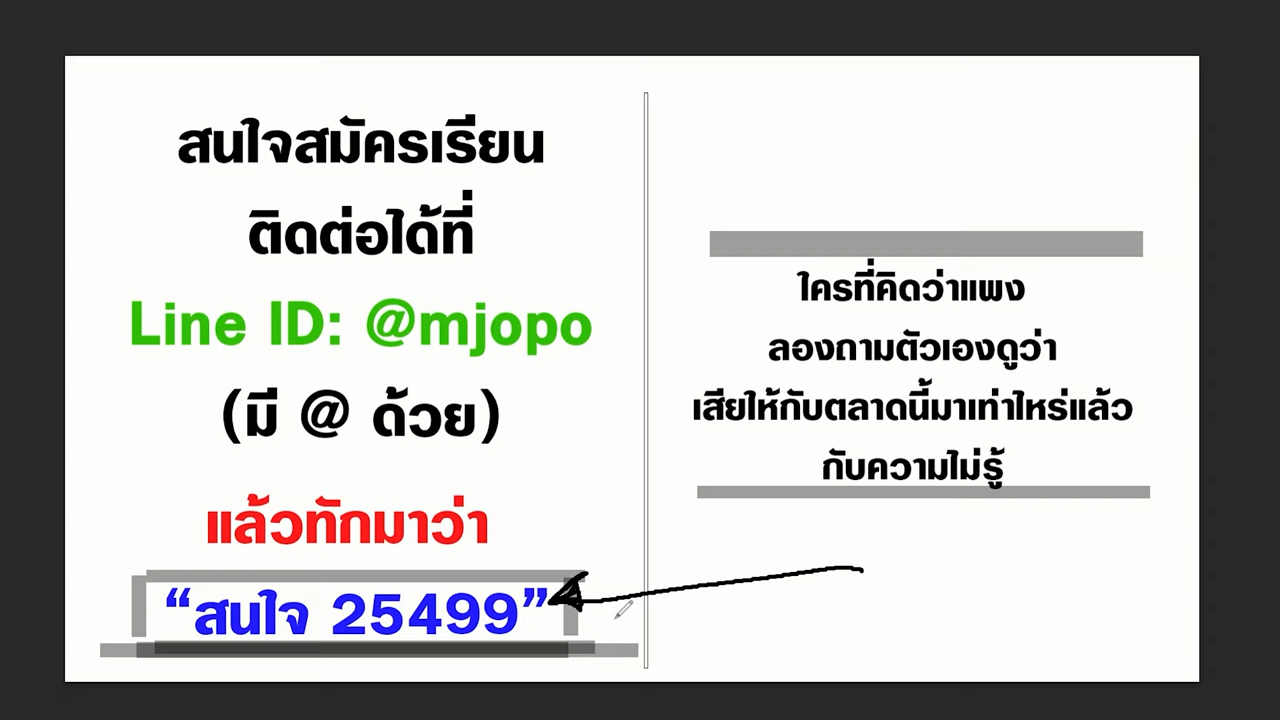 สนใจสมัครเรียน
ติดต่อได้ที่
Line ID: @mjopo
(มี @ ด้วย)
แล้วทักมาว่า
“สนใจ 25499”
ใครที่คิดว่าแพง
ลองถามตัวเองดูว่า
เสียให้กับตลาดนี้มาเท่าไหร่แล้ว
กับความไม่รู้